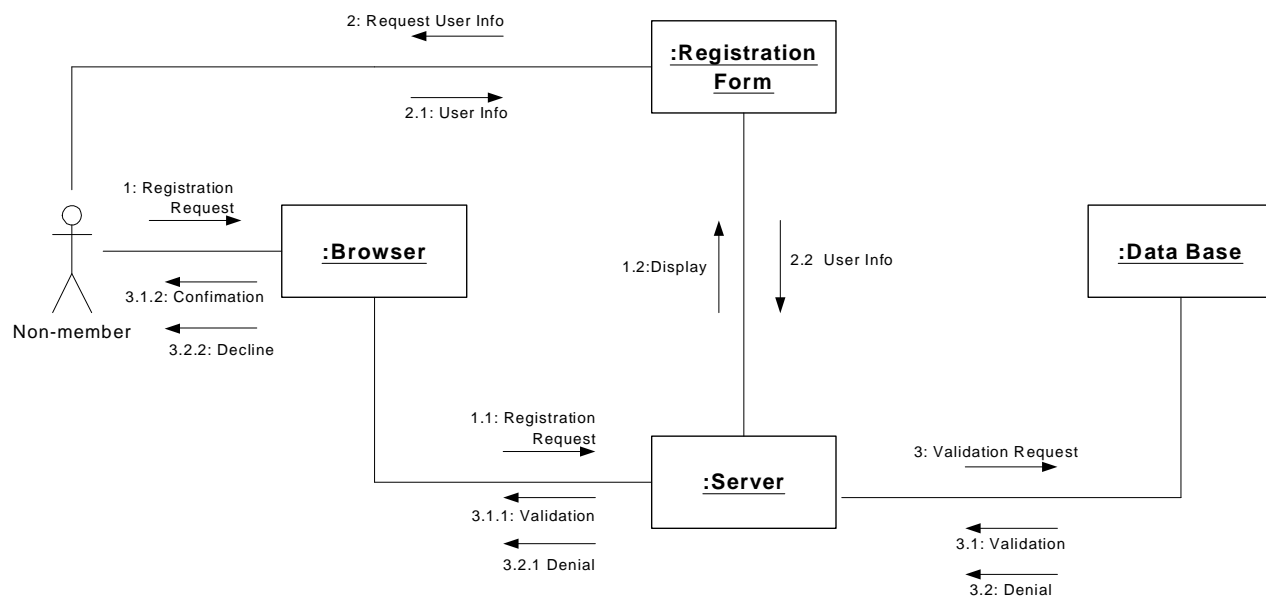 2: Request User Info
:Registration
Form
2.1: User Info
1: Registration
Request
:Browser
1.2:Display
2.2 User Info
:Data Base
3.1.2: Confimation
Non-member
3.2.2: Decline
1.1: Registration
Request
3: Validation Request
:Server
3.1.1: Validation
3.1: Validation
3.2.1 Denial
3.2: Denial